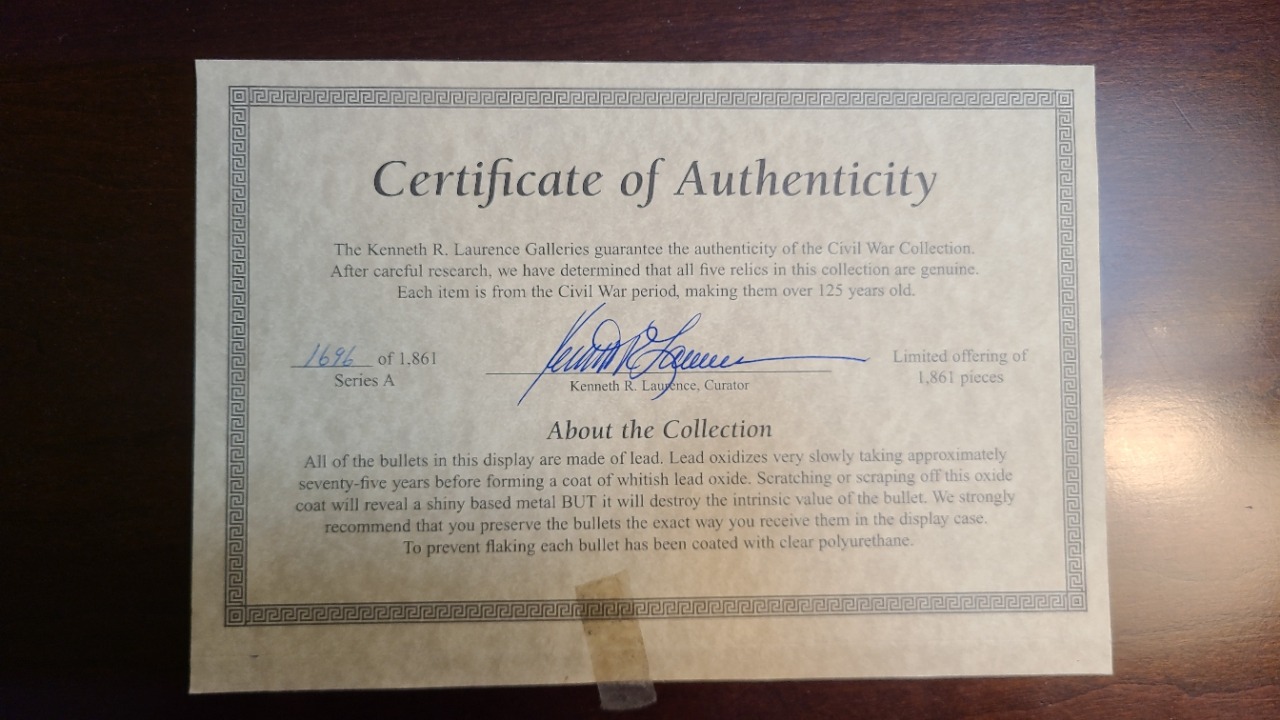 Certificate of Authenticity
The Kenneth R. Laurence Galleries guarantee the authenticity of the Civil War Collection.
After careful research, we have determined that all five relics in this collection are genuine.
Each item is from the Civil War period, making them over 125 years old.
1696 of 1,861
Series A
Kenneth R. Laurence
Kenneth R. Laurence, Curator
Limited offering of
1,861 pieces
About the Collection
All of the bullets in this display are made of lead. Lead oxidizes very slowly taking approximately
seventy-five years before forming a coat of whitish lead oxide. Scratching or scraping off this oxide
coat will reveal a shiny based metal BUT it will destroy the intrinsic value of the bullet. We strongly
recommend that you preserve the bullets the exact way you receive them in the display case.
To prevent flaking each bullet has been coated with clear polyurethane.